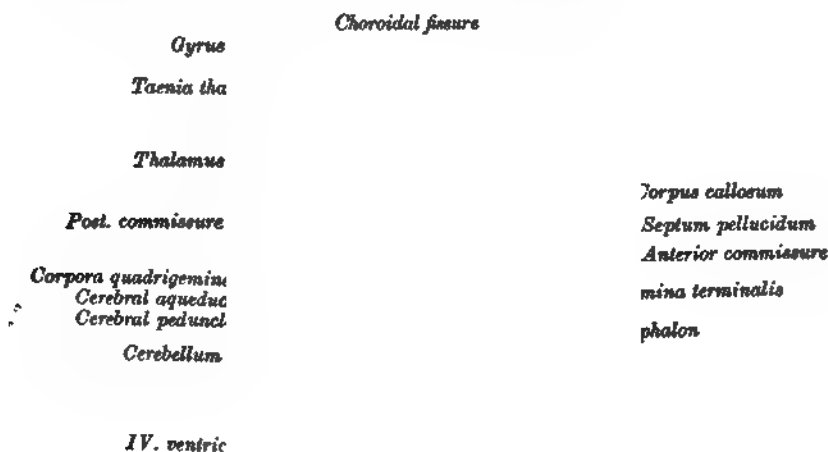 Choroidal fissure
Gyrus
Taenia tha
Thalamus
Corpus callosum
Post. commissure
Septum pellucidum
Anterior commissure
Corpora quadrigemina
Cerebral aqueduc
mina terminalis
Cerebral peduncl
phalon
Cerebellum
IV. ventric